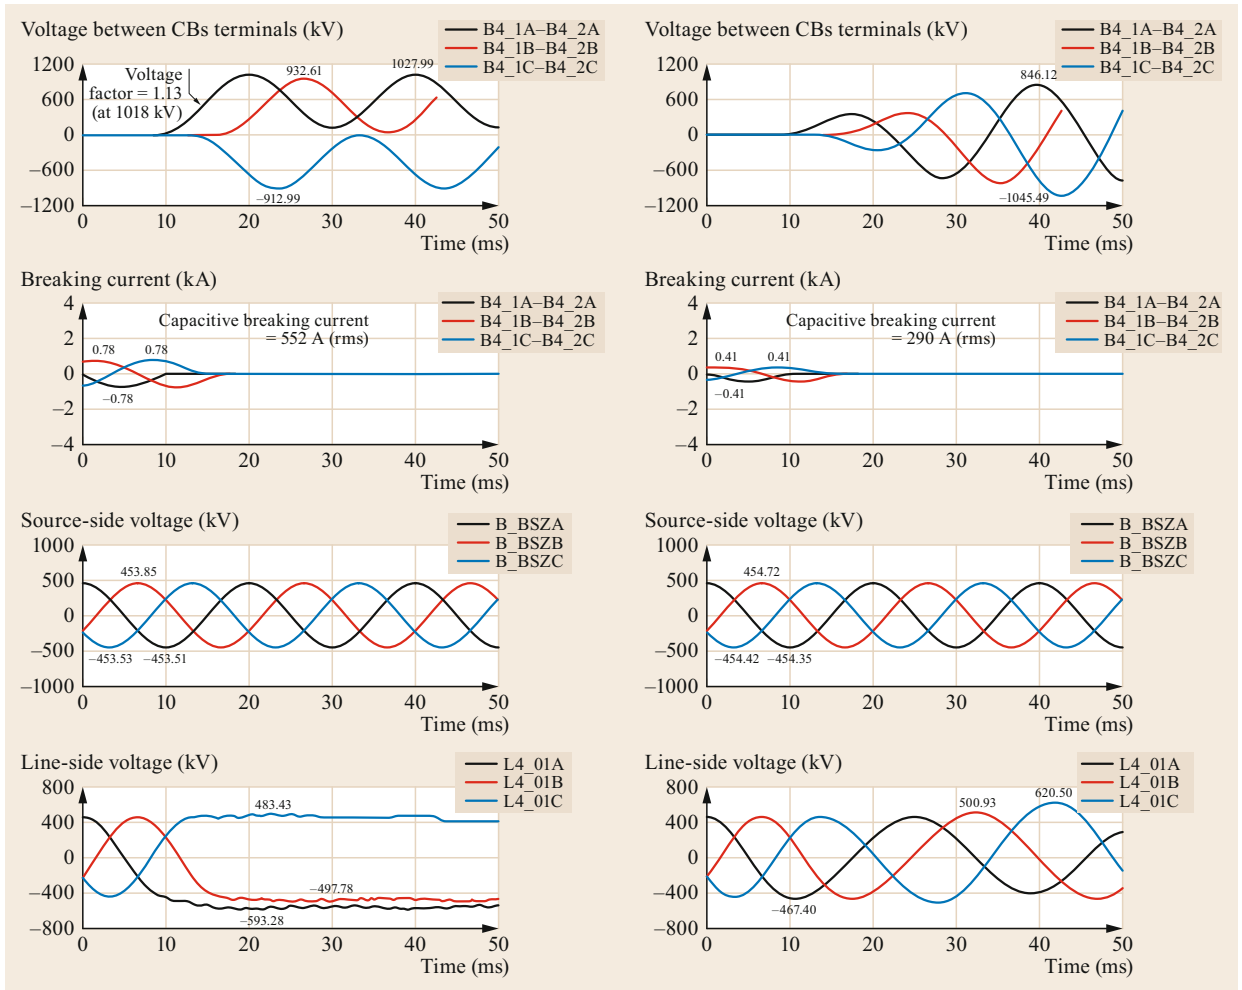 Voltage between CBs terminals (kV)
B4_1A–B4_2A
B4_1B–B4_2B
B4_1C–B4_2C
1200
600
0
–600
–1200
Voltage
factor = 1.13
(at 1018 kV)
932.61
1027.99
–912.99
0 10 20 30 40 50
Time (ms)
Voltage between CBs terminals (kV)
B4_1A–B4_2A
B4_1B–B4_2B
B4_1C–B4_2C
1200
600
0
–600
–1200
846.12
–1045.49
0 10 20 30 40 50
Time (ms)
Breaking current (kA)
B4_1A–B4_2A
B4_1B–B4_2B
B4_1C–B4_2C
4
2
0
–2
–4
Capacitive breaking current
= 552 A (rms)
0.78 0.78
–0.78
0 10 20 30 40 50
Time (ms)
Breaking current (kA)
B4_1A–B4_2A
B4_1B–B4_2B
B4_1C–B4_2C
4
2
0
–2
–4
Capacitive breaking current
= 290 A (rms)
0.41 0.41
–0.41
0 10 20 30 40 50
Time (ms)
Source-side voltage (kV)
B_BSZA
B_BSZB
B_BSZC
1000
500
0
–500
–1000
453.85
–453.53 –453.51
0 10 20 30 40 50
Time (ms)
Source-side voltage (kV)
B_BSZA
B_BSZB
B_BSZC
1000
500
0
–500
–1000
454.72
–454.42 –454.35
0 10 20 30 40 50
Time (ms)
Line-side voltage (kV)
L4_01A
L4_01B
L4_01C
800
400
0
–400
–800
483.43
–497.78
–593.28
0 10 20 30 40 50
Time (ms)
Line-side voltage (kV)
L4_01A
L4_01B
L4_01C
800
400
0
–400
–800
500.93
620.50
–467.40
0 10 20 30 40 50
Time (ms)